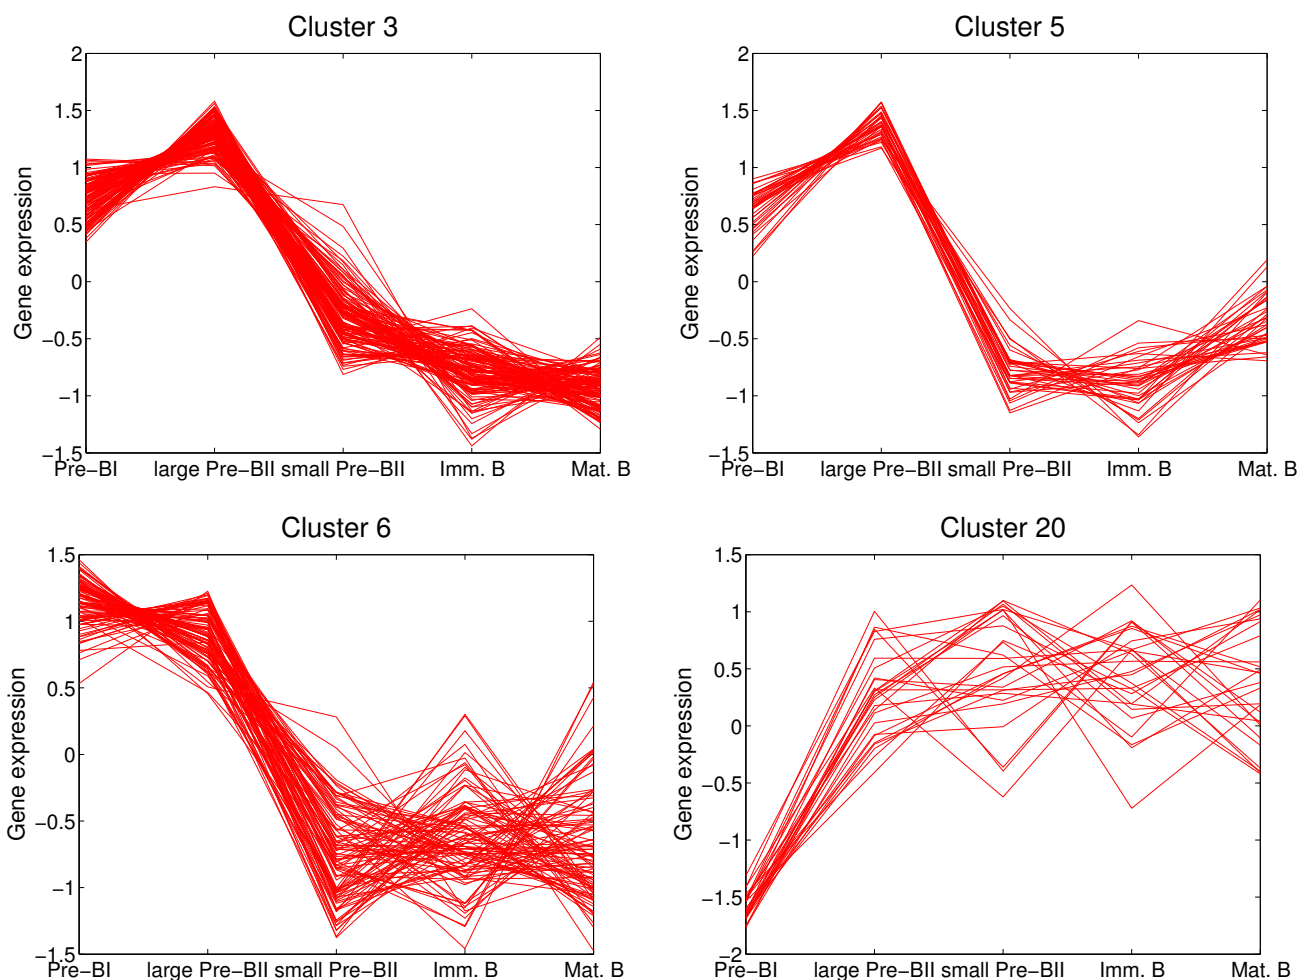 Cluster 3
2
1.5
1
0.5
0
−0.5
−1
−1.5
Gene expression
Pre−BI large Pre−BII small Pre−BII Imm. B Mat. B
Cluster 5
2
1.5
1
0.5
0
−0.5
−1
−1.5
Gene expression
Pre−BI large Pre−BII small Pre−BII Imm. B Mat. B
Cluster 6
1.5
1
0.5
0
−0.5
−1
−1.5
Gene expression
Pre−BI large Pre−BII small Pre−BII Imm. B Mat. B
Cluster 20
1.5
1
0.5
0
−0.5
−1
−1.5
−2
Gene expression
Pre−BI large Pre−BII small Pre−BII Imm. B Mat. B